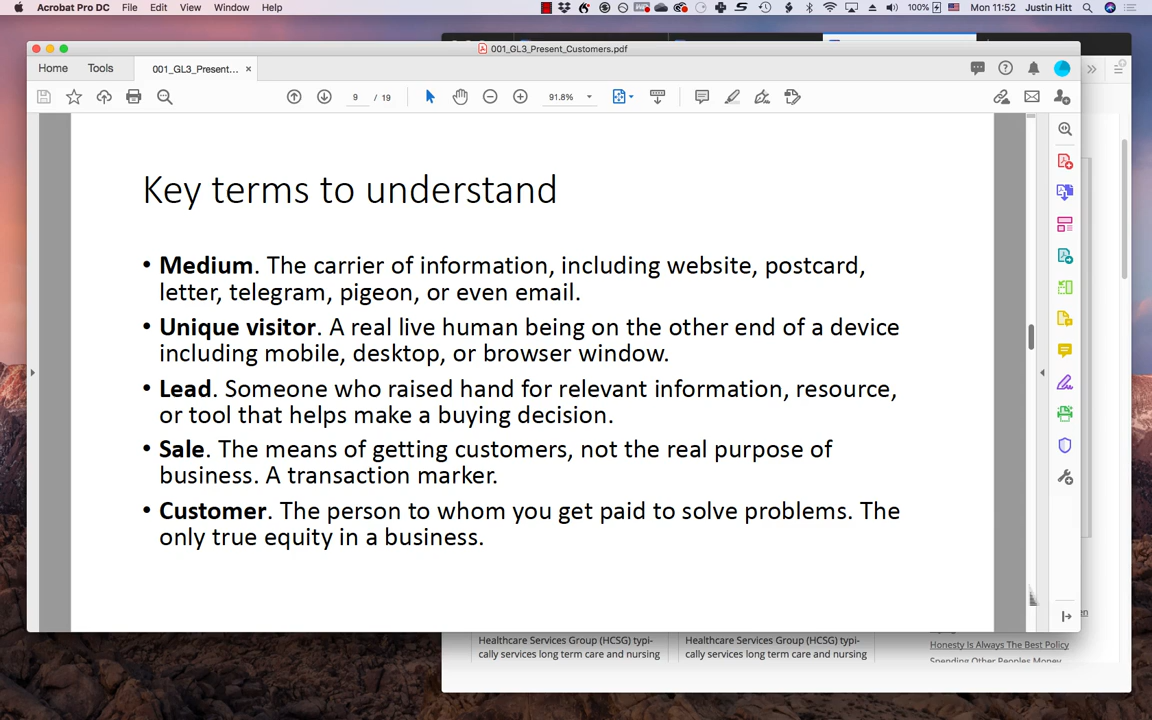 Acrobat Pro DC File Edit View Window Help 100% Mon 11:52 Justin Hitt
001_GL3_Present_Customers.pdf
Home Tools 001_GL3_Present... ×
9 / 19 91.8%
Key terms to understand
• Medium. The carrier of information, including website, postcard,
letter, telegram, pigeon, or even email.
• Unique visitor. A real live human being on the other end of a device
including mobile, desktop, or browser window.
• Lead. Someone who raised hand for relevant information, resource,
or tool that helps make a buying decision.
• Sale. The means of getting customers, not the real purpose of
business. A transaction marker.
• Customer. The person to whom you get paid to solve problems. The
only true equity in a business.
Healthcare Services Group (HCSG) typi-
cally services long term care and nursing
Healthcare Services Group (HCSG) typi-
cally services long term care and nursing
Honesty Is Always The Best Policy
Spending Other Peoples Money